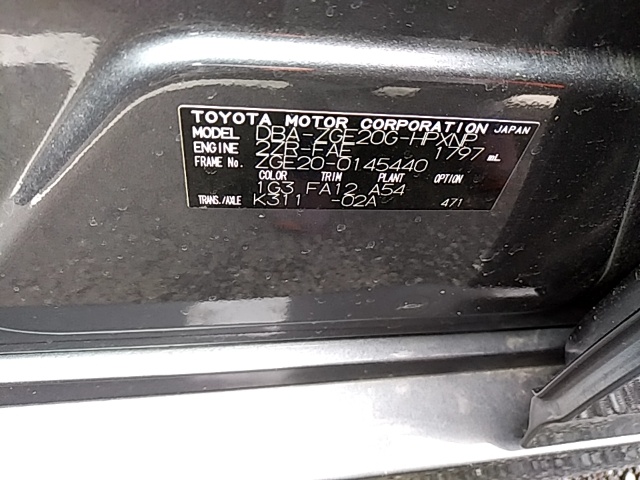 TOYOTA MOTOR CORPORATION JAPAN
MODEL DBA-ZGE20G-HPXNP
ENGINE 2ZR-FAE 1797 mL
FRAME No. ZGE20-0145440
COLOR TRIM PLANT OPTION
1G3 FA12 A54
TRANS./AXLE K311 -02A 471